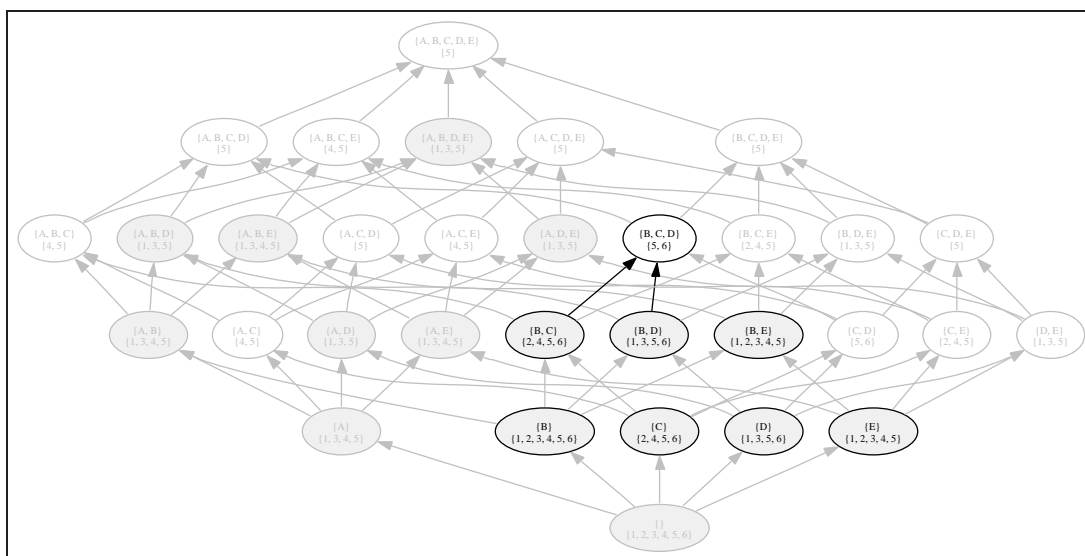 {A, B, C, D, E}
{5}
{A, B, C, D}
{5}
{A, B, C, E}
{4, 5}
{A, B, D, E}
{1, 3, 5}
{A, C, D, E}
{5}
{B, C, D, E}
{5}
{A, B, C}
{4, 5}
{A, B, D}
{1, 3, 5}
{A, B, E}
{1, 3, 4, 5}
{A, C, D}
{5}
{A, C, E}
{4, 5}
{A, D, E}
{1, 3, 5}
{B, C, D}
{5, 6}
{B, C, E}
{2, 4, 5}
{B, D, E}
{1, 3, 5}
{C, D, E}
{5}
{A, B}
{1, 3, 4, 5}
{A, C}
{4, 5}
{A, D}
{1, 3, 5}
{A, E}
{1, 3, 4, 5}
{B, C}
{2, 4, 5, 6}
{B, D}
{1, 3, 5, 6}
{B, E}
{1, 2, 3, 4, 5}
{C, D}
{5, 6}
{C, E}
{2, 4, 5}
{D, E}
{1, 3, 5}
{A}
{1, 3, 4, 5}
{B}
{1, 2, 3, 4, 5, 6}
{C}
{2, 4, 5, 6}
{D}
{1, 3, 5, 6}
{E}
{1, 2, 3, 4, 5}
{}
{1, 2, 3, 4, 5, 6}